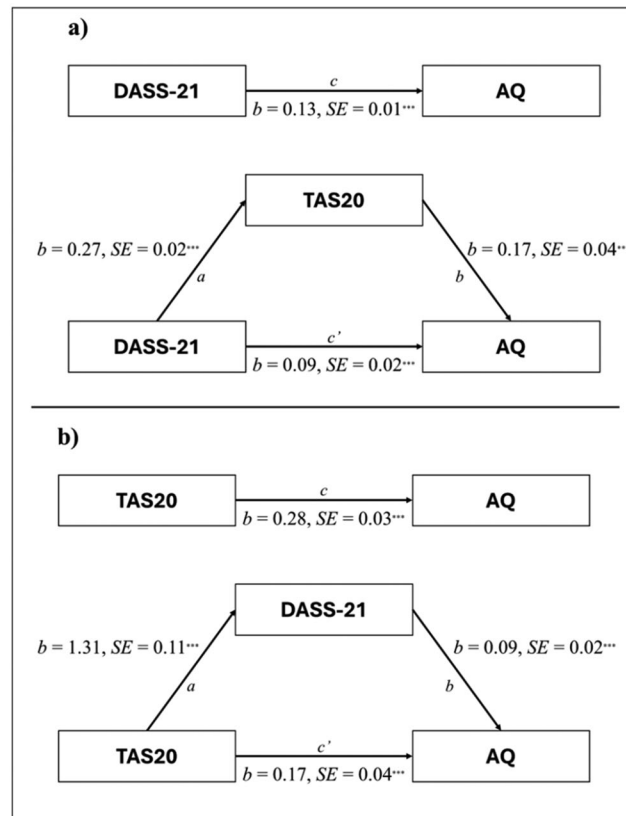 a)
DASS-21
c
AQ
b = 0.13, SE = 0.01***
TAS20
b = 0.27, SE = 0.02***
b = 0.17, SE = 0.04**
a
b
DASS-21
c'
AQ
b = 0.09, SE = 0.02***
b)
TAS20
c
AQ
b = 0.28, SE = 0.03***
DASS-21
b = 1.31, SE = 0.11***
b = 0.09, SE = 0.02***
a
b
TAS20
c'
AQ
b = 0.17, SE = 0.04***